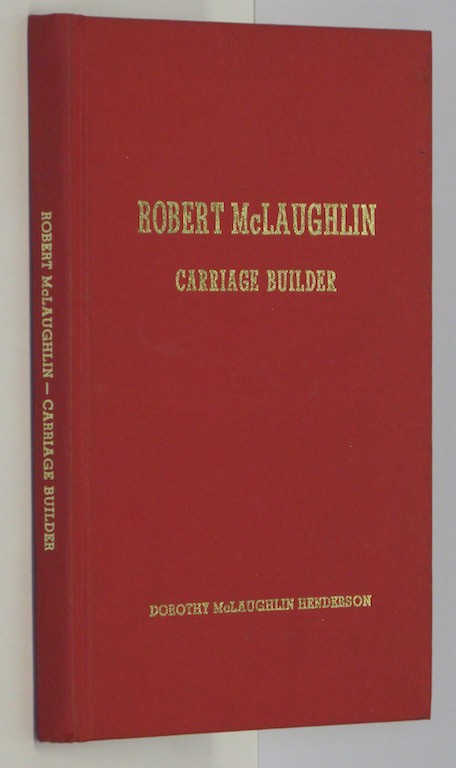 ROBERT McLAUGHLIN
CARRIAGE BUILDER
DOROTHY McLAUGHLIN HENDERSON
ROBERT McLAUGHLIN — CARRIAGE BUILDER